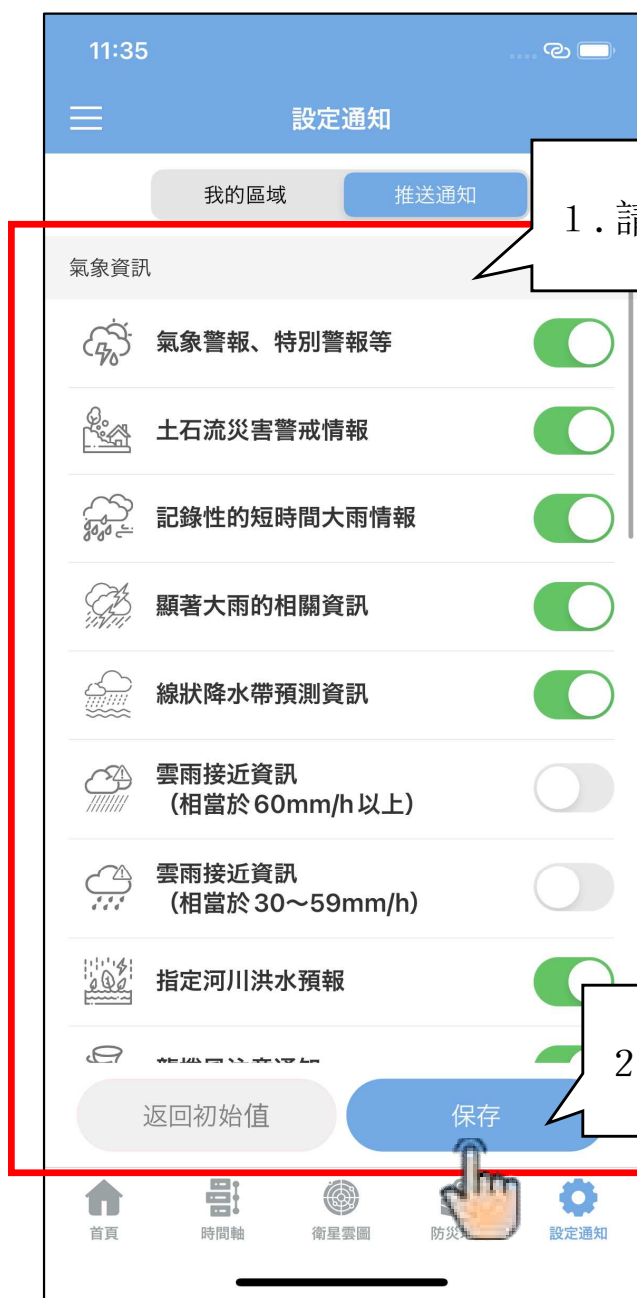 11:35
設定通知
我的區域
推送通知
1．請
氣象資訊
氣象警報、特別警報等
土石流災害警戒情報
記錄性的短時間大雨情報
顯著大雨的相關資訊
線狀降水帶預測資訊
雲雨接近資訊
（相當於60mm/h以上）
雲雨接近資訊
（相當於30～59mm/h）
指定河川洪水預報
2
返回初始值
保存
首頁
時間軸
衛星雲圖
防災
設定通知